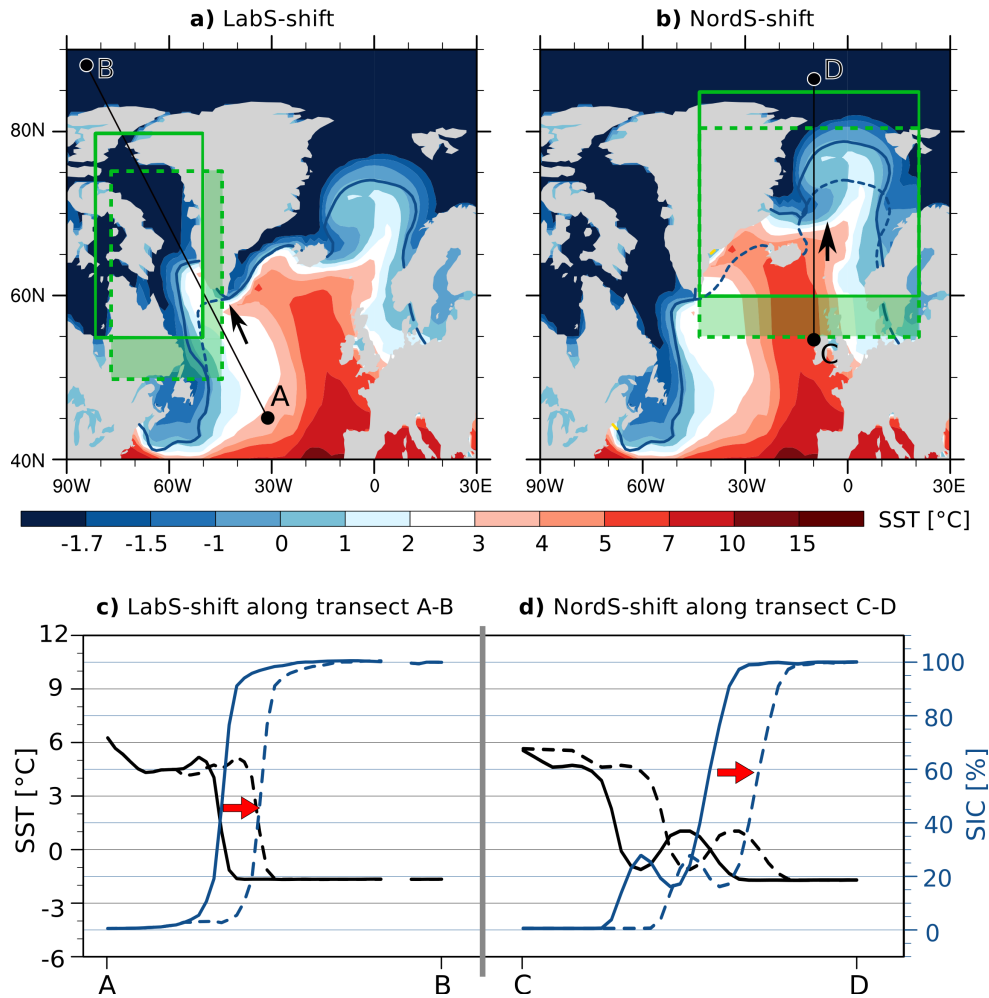 a) LabS-shift
b) NordS-shift
B
D
80N
60N
40N
A
C
90W 60W 30W 0 30E
90W 60W 30W 0 30E
SST [°C]
-1.7 -1.5 -1 0 1 2 3 4 5 7 10 15
c) LabS-shift along transect A-B
d) NordS-shift along transect C-D
12
9
6
3
0
-3
-6
SST [°C]
100
80
60
40
20
0
SIC [%]
A B C D